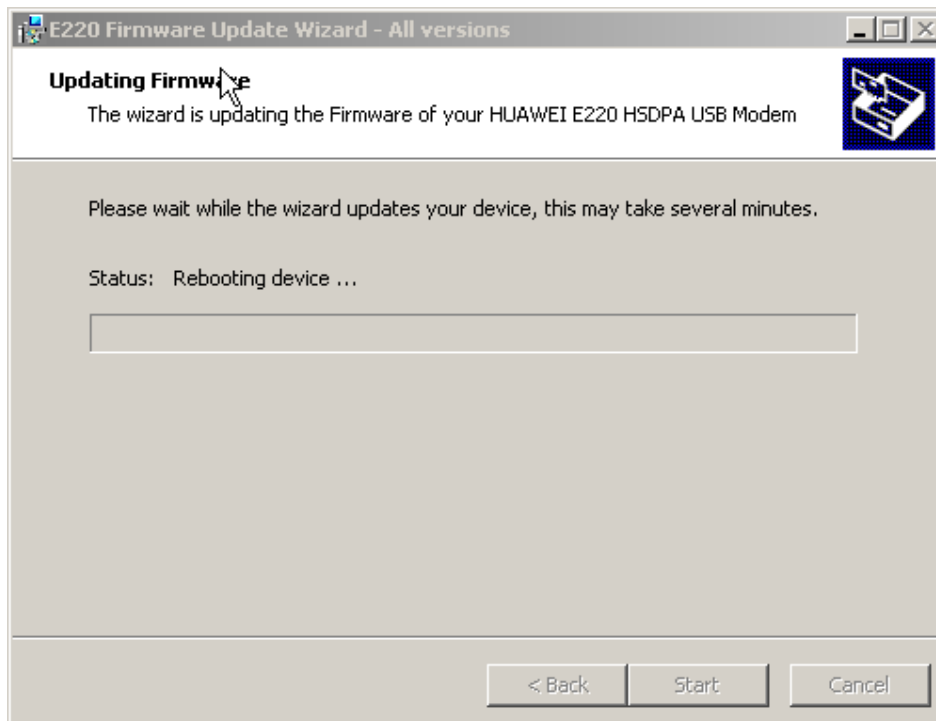 E220 Firmware Update Wizard - All versions
Updating Firmware
The wizard is updating the Firmware of your HUAWEI E220 HSDPA USB Modem
Please wait while the wizard updates your device, this may take several minutes.
Status: Rebooting device ...
< Back Start Cancel